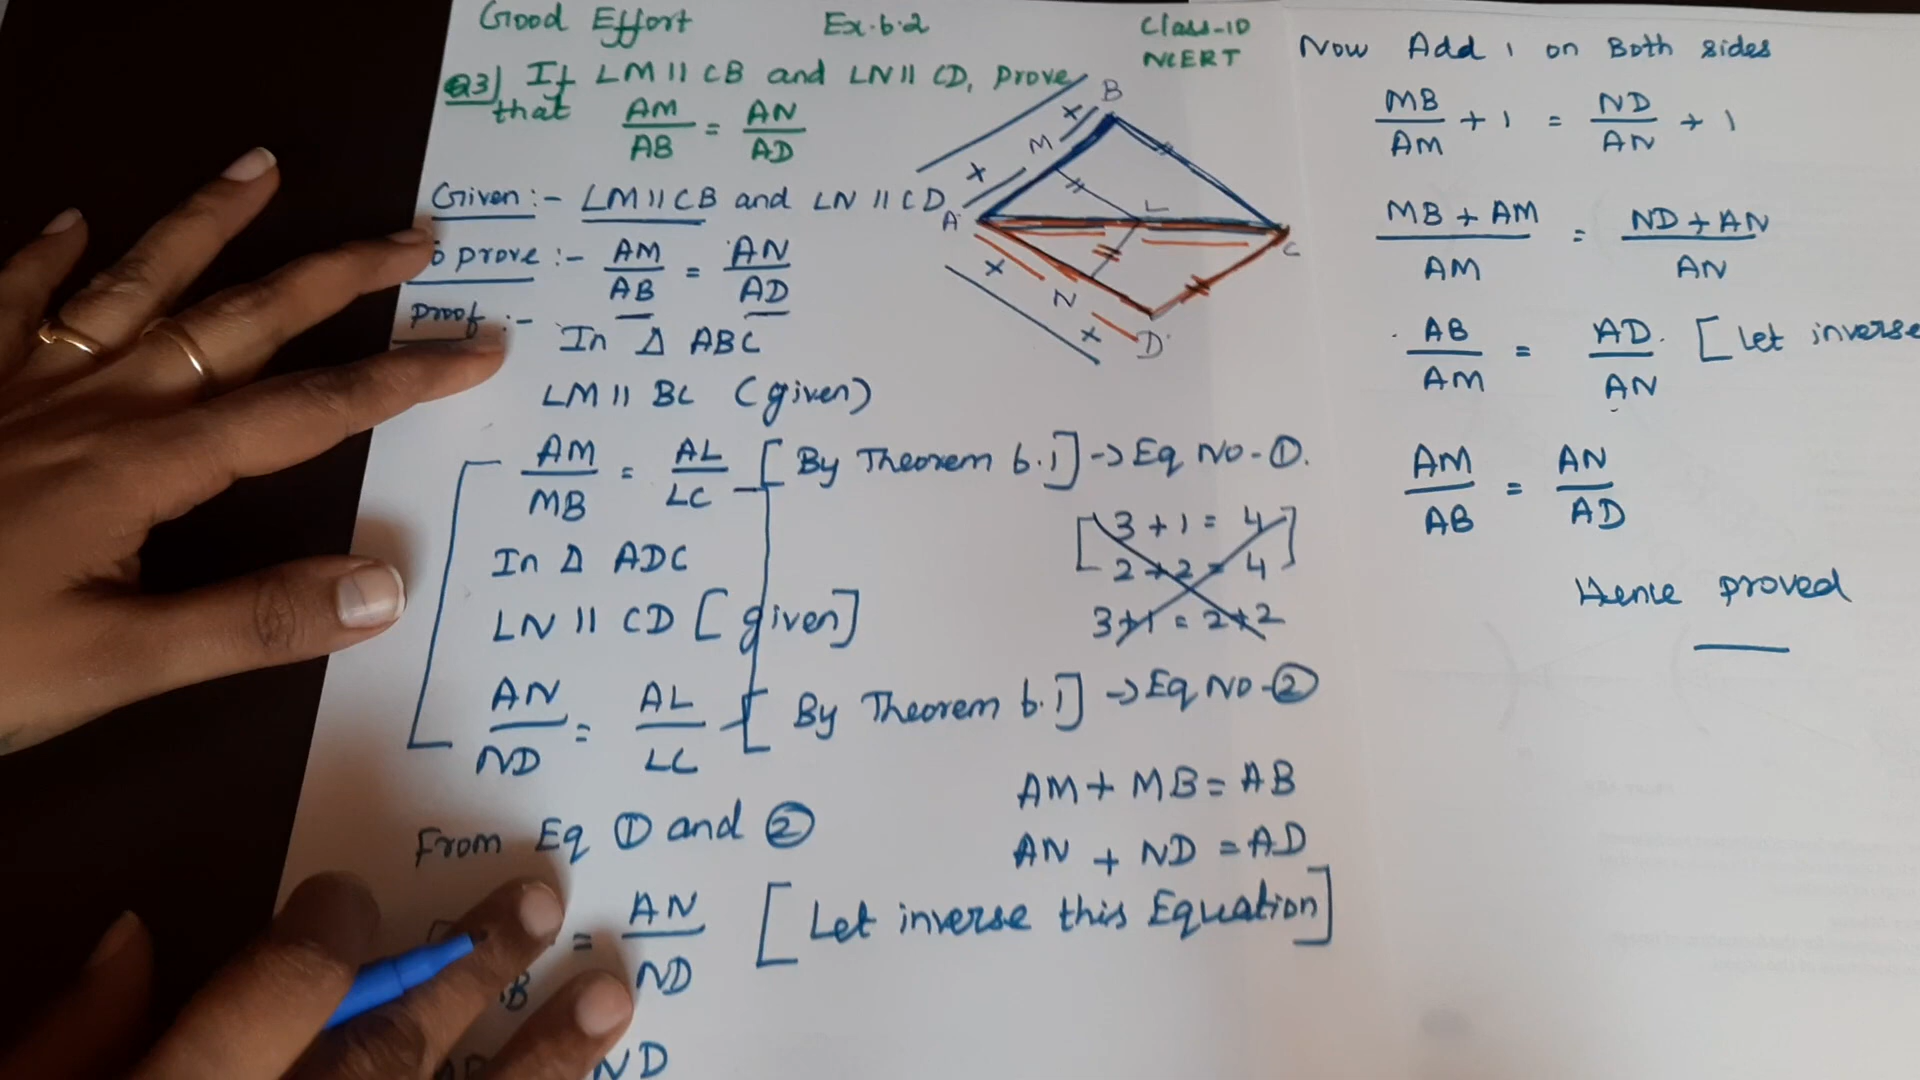 Good Effort Ex.6.2 Class-10
NCERT
Q3) If LM || CB and LN || CD, prove
that AM/AB = AN/AD
Given :- LM || CB and LN || CD
prove :- AM/AB = AN/AD
Proof :-
In Δ ABC
LM || BC (given)
AM/MB = AL/LC [By Theorem 6.1] -> Eq No-①.
In Δ ADC
LN || CD [given]
AN/ND = AL/LC [By Theorem 6.1] -> Eq No-②
From Eq ① and ②
= AN/ND [Let inverse this Equation]
ND
B
M
A
L
C
N
D
x
x
x
x
[3 + 1 = 4
2 + 2 = 4]
3+1 = 2+2
AM + MB = AB
AN + ND = AD
Now Add 1 on Both sides
MB/AM + 1 = ND/AN + 1
MB + AM/AM = ND + AN/AN
AB/AM = AD/AN [Let inverse
AM/AB = AN/AD
Hence proved